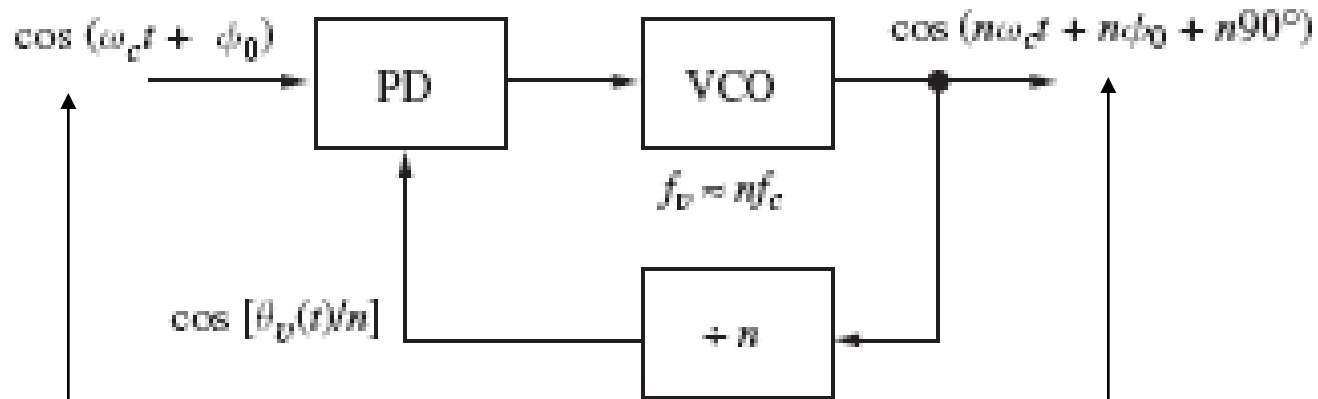 cos (ω_c t + ϕ_0)
cos (nω_c t + nϕ_0 + n90°)
PD
VCO
f_v ≈ nf_c
cos [θ_v(t)/n]
÷ n